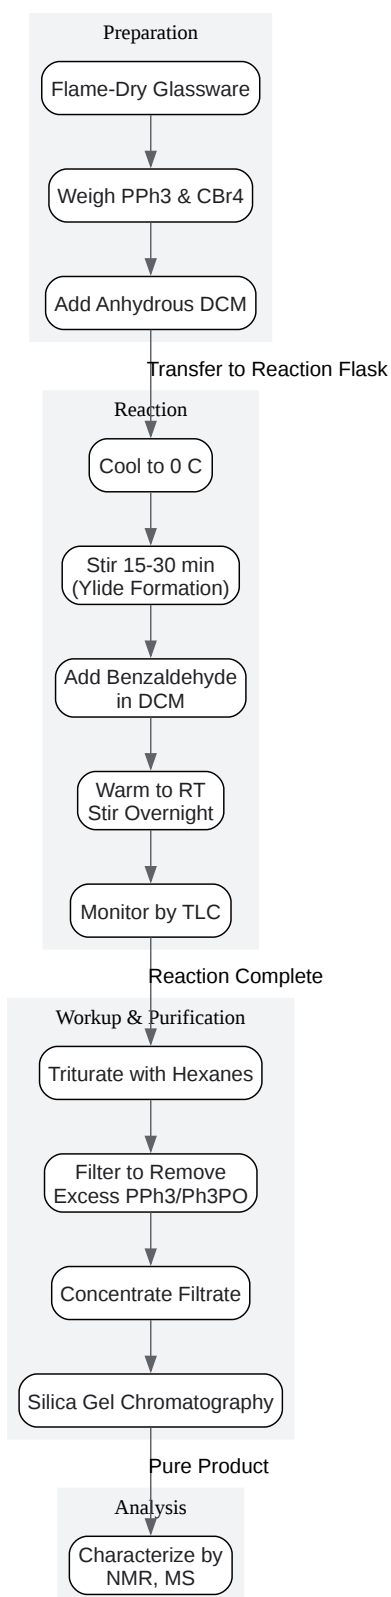 Preparation
Flame-Dry Glassware
Weigh PPh3 & CBr4
Add Anhydrous DCM
Transfer to Reaction Flask
Reaction
Cool to 0 C
Stir 15-30 min
(Ylide Formation)
Add Benzaldehyde
in DCM
Warm to RT
Stir Overnight
Monitor by TLC
Reaction Complete
Workup & Purification
Triturate with Hexanes
Filter to Remove
Excess PPh3/Ph3PO
Concentrate Filtrate
Silica Gel Chromatography
Pure Product
Analysis
Characterize by
NMR, MS